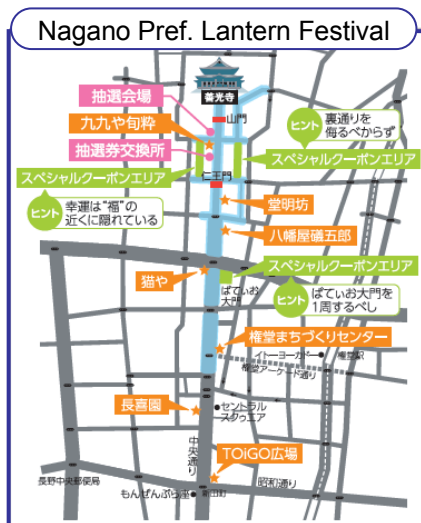 Nagano Pref. Lantern Festival
善光寺
抽選会場
山門
ヒント
裏通りを
侮るべからず
九九や旬粋
抽選券交換所
スペシャルクーポンエリア
スペシャルクーポンエリア
仁王門
ヒント
幸運は"福"の
近くに隠れている
堂明坊
八幡屋礒五郎
スペシャルクーポンエリア
猫や
ぱてぃお
大門
ヒント
ぱてぃお大門を
1周するべし
権堂まちづくりセンター
イトーヨーカドー
権堂駅
権堂アーケード通り
長喜園
セントラル
スクゥエア
中央通り
TOiGO広場
長野中央郵便局
もんぜんぷら座
新田町
昭和通り